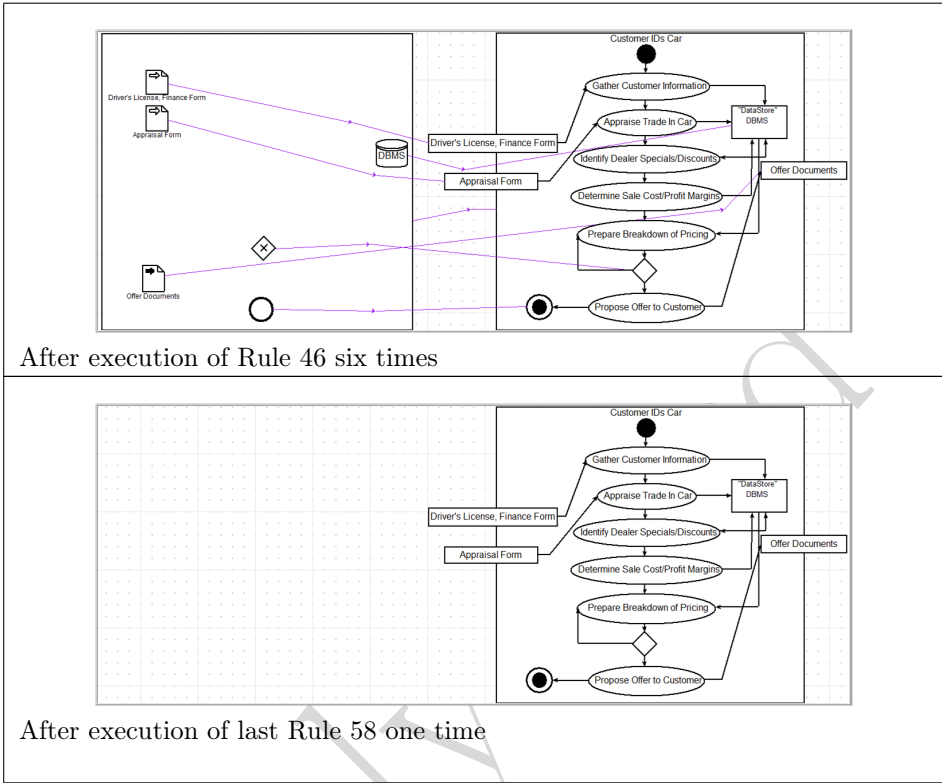 Customer IDs Car
Driver's License, Finance Form
Appraisal Form
DBMS
Offer Documents
Gather Customer Information
"DataStore"
DBMS
Appraise Trade In Car
Driver's License, Finance Form
Identify Dealer Specials/Discounts
Appraisal Form
Offer Documents
Determine Sale Cost/Profit Margins
Prepare Breakdown of Pricing
Propose Offer to Customer
After execution of Rule 46 six times
Customer IDs Car
Gather Customer Information
"DataStore"
DBMS
Appraise Trade In Car
Driver's License, Finance Form
Identify Dealer Specials/Discounts
Offer Documents
Appraisal Form
Determine Sale Cost/Profit Margins
Prepare Breakdown of Pricing
Propose Offer to Customer
After execution of last Rule 58 one time